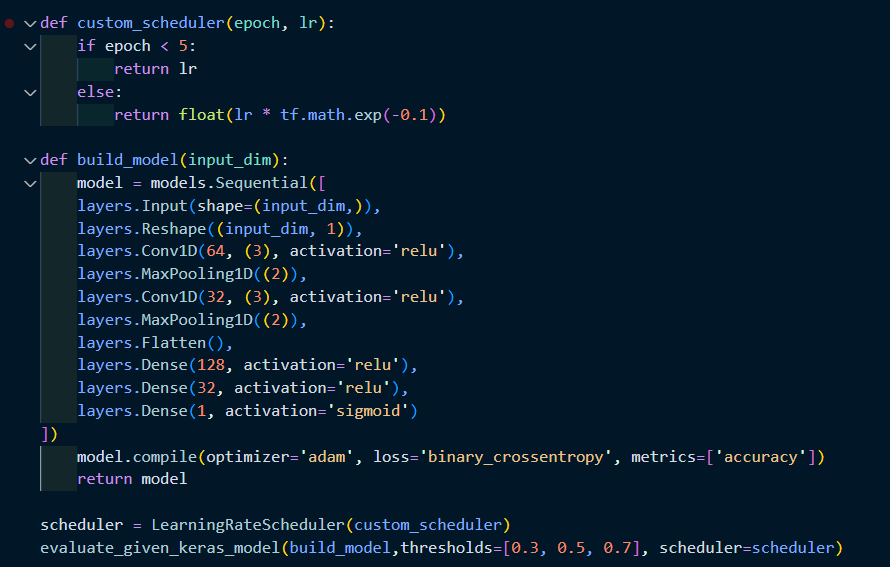 def custom_scheduler(epoch, lr):
    if epoch < 5:
        return lr
    else:
        return float(lr * tf.math.exp(-0.1))

def build_model(input_dim):
    model = models.Sequential([
    layers.Input(shape=(input_dim,)),
    layers.Reshape((input_dim, 1)),
    layers.Conv1D(64, (3), activation='relu'),
    layers.MaxPooling1D((2)),
    layers.Conv1D(32, (3), activation='relu'),
    layers.MaxPooling1D((2)),
    layers.Flatten(),
    layers.Dense(128, activation='relu'),
    layers.Dense(32, activation='relu'),
    layers.Dense(1, activation='sigmoid')
])
    model.compile(optimizer='adam', loss='binary_crossentropy', metrics=['accuracy'])
    return model

scheduler = LearningRateScheduler(custom_scheduler)
evaluate_given_keras_model(build_model,thresholds=[0.3, 0.5, 0.7], scheduler=scheduler)